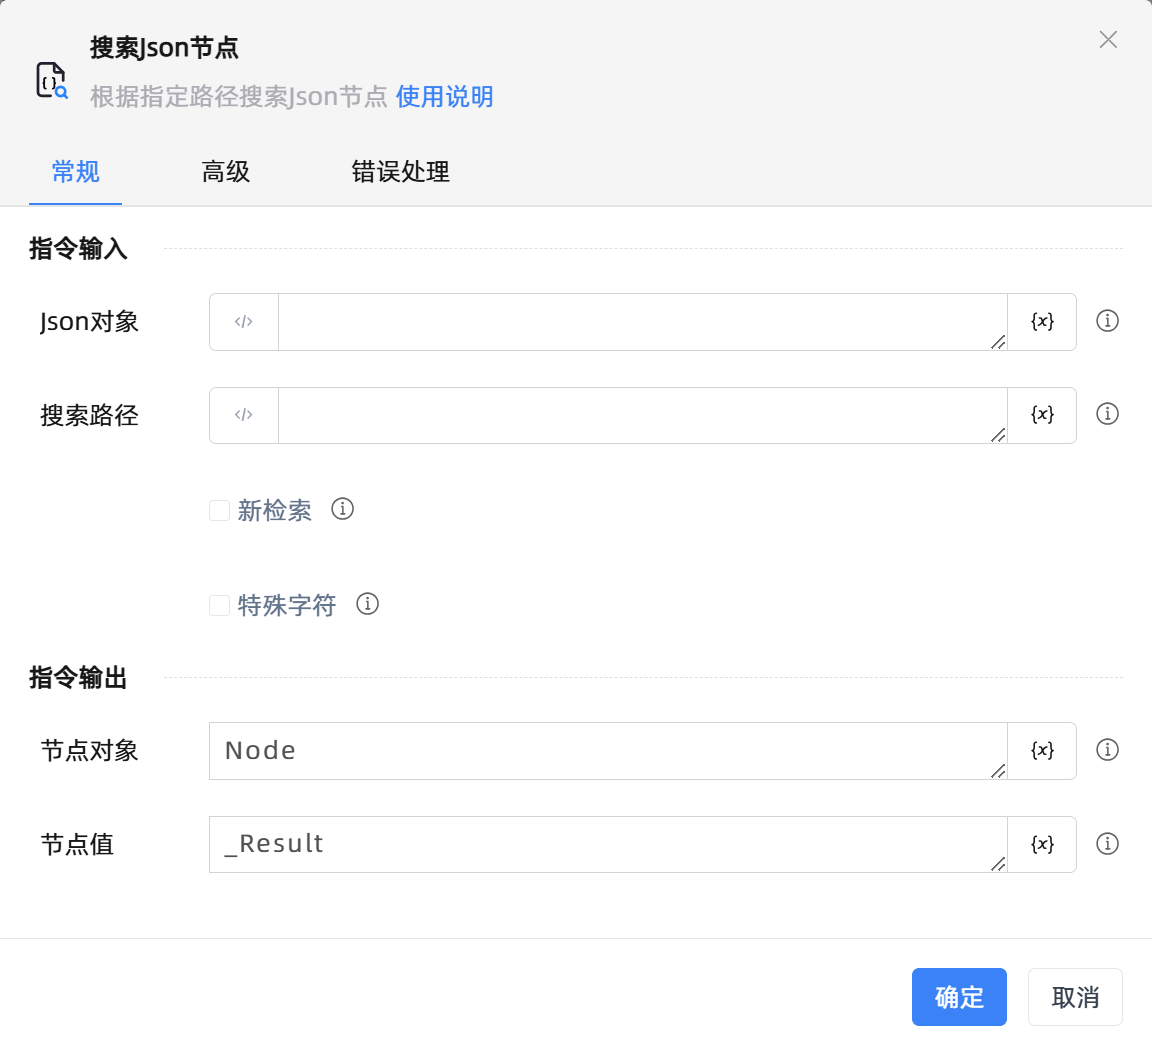 搜索Json节点
根据指定路径搜索Json节点 使用说明
常规 高级 错误处理
指令输入
Json对象 </> {x}
搜索路径 </> {x}
新检索
特殊字符
指令输出
节点对象 Node {x}
节点值 _Result {x}
确定 取消